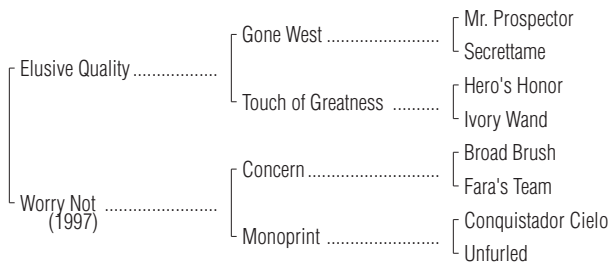 Mr. Prospector
Gone West ........................
Secrettame
Elusive Quality ..................
Hero's Honor
Touch of Greatness ..........
Ivory Wand
Broad Brush
Concern ............................
Fara's Team
Worry Not ........................
(1997)
Conquistador Cielo
Monoprint ........................
Unfurled